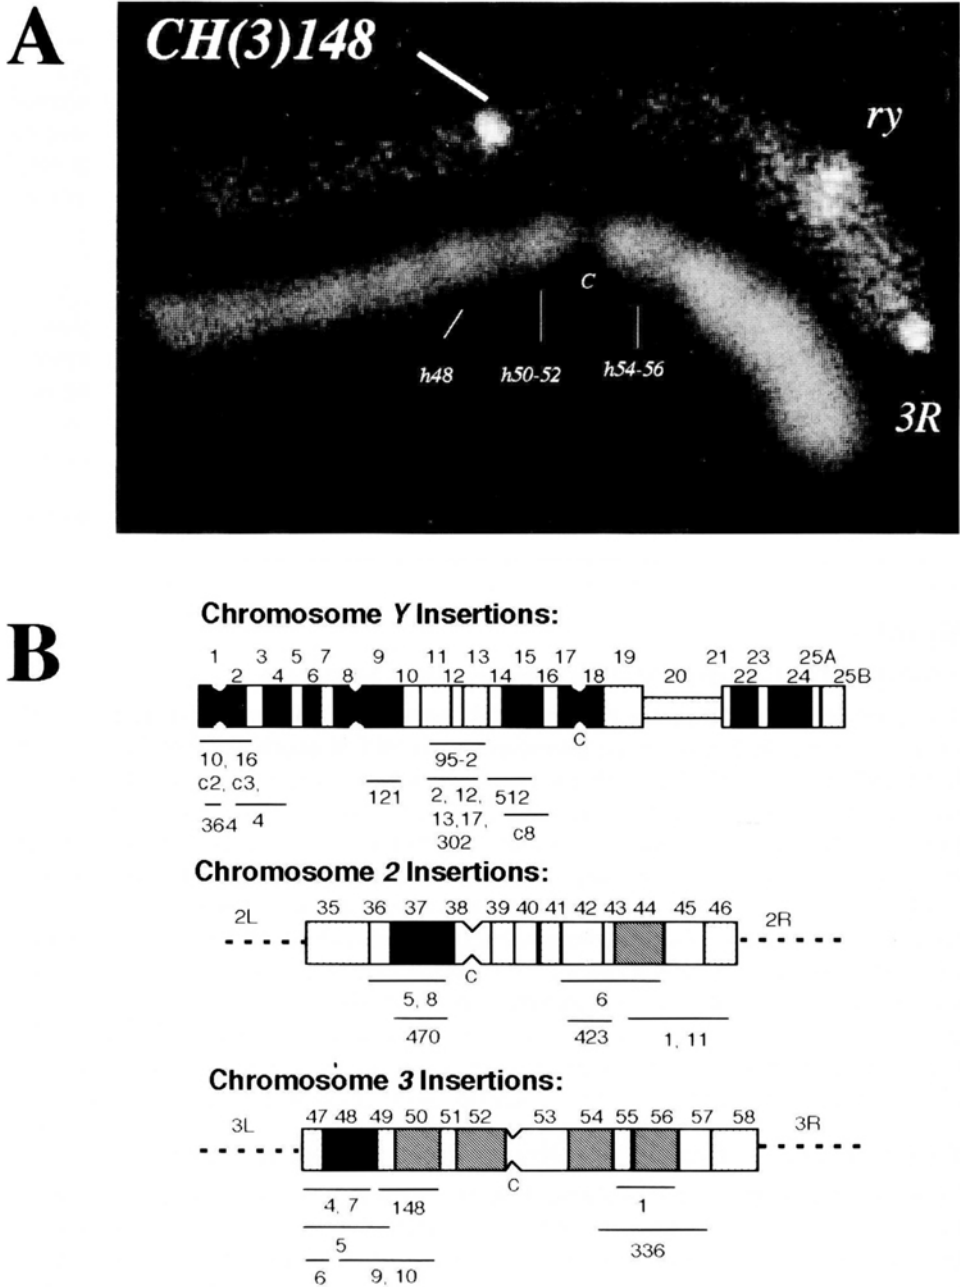 A
CH(3)148
ry
C
h48
h50-52
h54-56
3R
B
Chromosome Y Insertions:
1 3 5 7 9 11 13 15 17 19 21 23 25A
2 4 6 8 10 12 14 16 18 20 22 24 25B
C
10, 16
c2, c3,
364
4
121
95-2
2, 12,
13,17,
302
512
c8
Chromosome 2 Insertions:
2L
35 36 37 38 39 40 41 42 43 44 45 46
2R
C
5, 8
470
6
423
1, 11
Chromosome 3 Insertions:
3L
47 48 49 50 51 52 53 54 55 56 57 58
3R
C
4, 7
148
1
5
336
6
9, 10